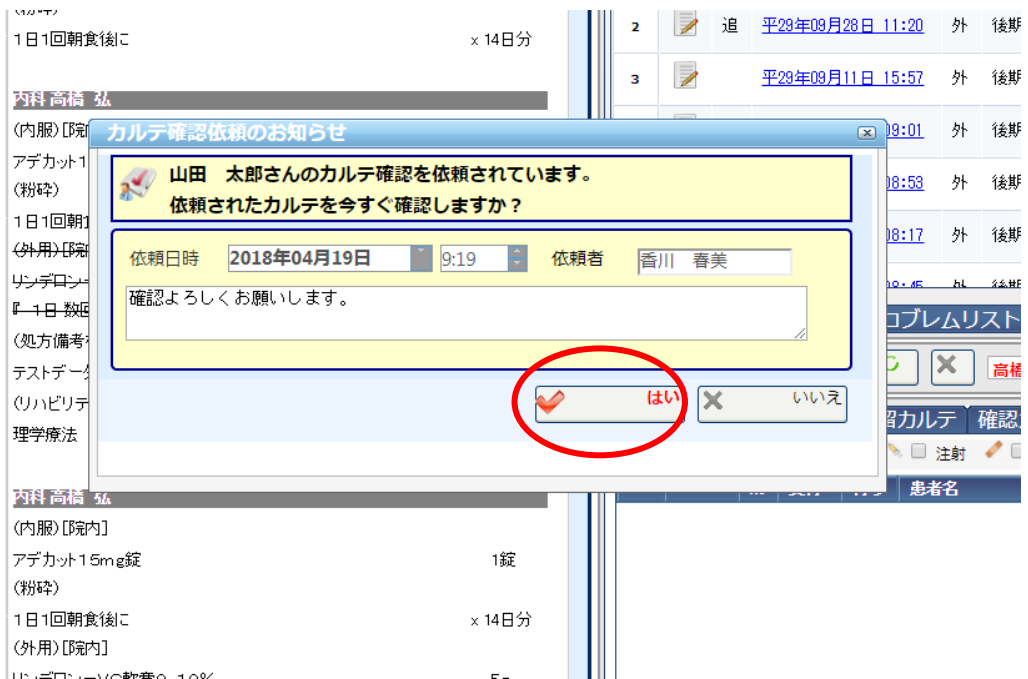 1日1回朝食後に x 14日分
内科 高橋 弘
(内服)[院
アデカット1
(粉砕)
1日1回朝
(外用)[院
リンデロン
『 1日 数回
(処方備考
テストデータ
(リハビリテ
理学療法
内科 高橋 弘
(内服)[院内]
アデカット15mg錠 1錠
(粉砕)
1日1回朝食後に x 14日分
(外用)[院内]
カルテ確認依頼のお知らせ
山田 太郎さんのカルテ確認を依頼されています。
依頼されたカルテを今すぐ確認しますか?
依頼日時 2018年04月19日 9:19 依頼者 香川 春美
確認よろしくお願いします。
はい いいえ
2 追 平29年09月28日 11:20 外 後期
3 平29年09月11日 15:57 外 後期
09:01 外 後期
08:53 外 後期
08:17 外 後期
ロブレムリスト
高橋
留カルテ 確認
注射
患者名